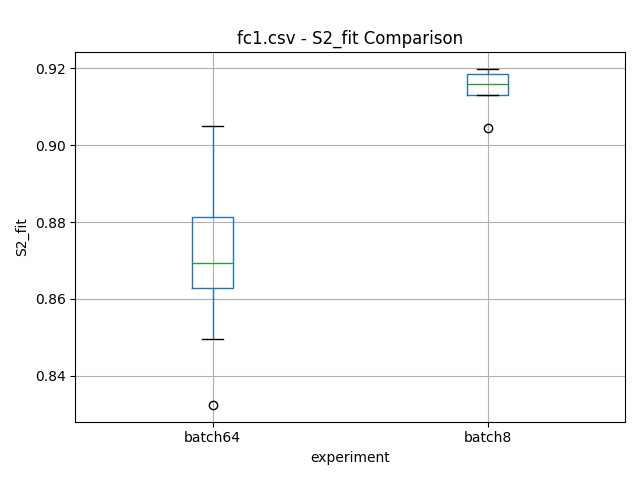 fc1.csv - S2_fit Comparison
0.92
0.90
0.88
0.86
0.84
S2_fit
batch64
batch8
experiment